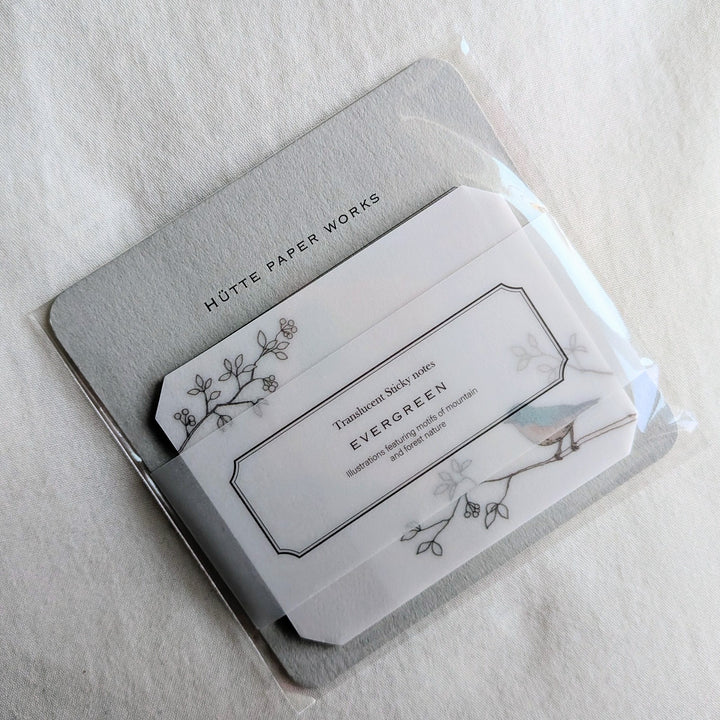 HÜTTE PAPER WORKS
Translucent Sticky notes
EVERGREEN
Illustrations featuring motifs of mountain
and forest nature